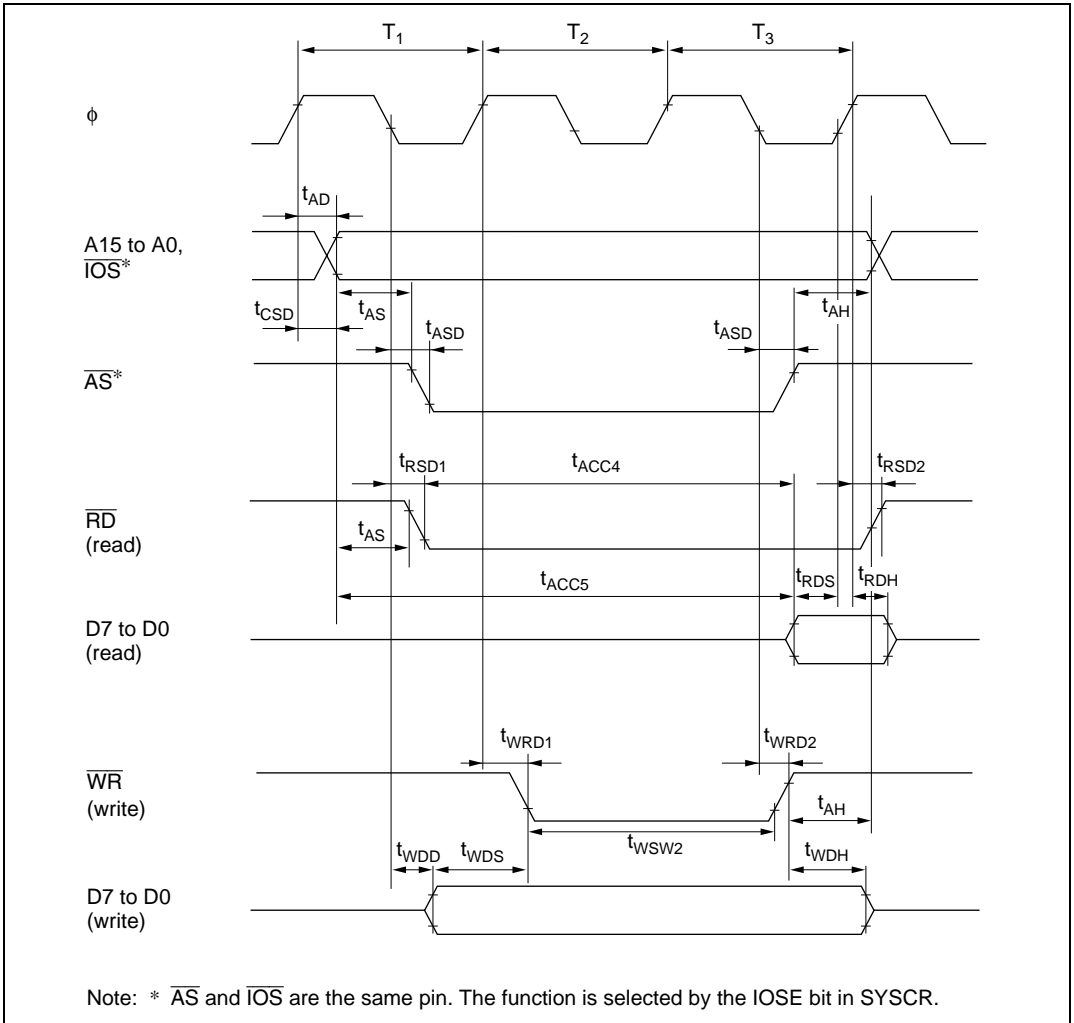 T1 T2 T3
ϕ
tAD
A15 to A0,
IOS*
tCSD tAS tASD tASD tAH
AS*
tRSD1 tACC4 tRSD2
RD
(read)
tAS
tACC5 tRDS tRDH
D7 to D0
(read)
tWRD1 tWRD2
WR
(write)
tAH
tWSW2
tWDD tWDS tWDH
D7 to D0
(write)
Note: * AS and IOS are the same pin. The function is selected by the IOSE bit in SYSCR.